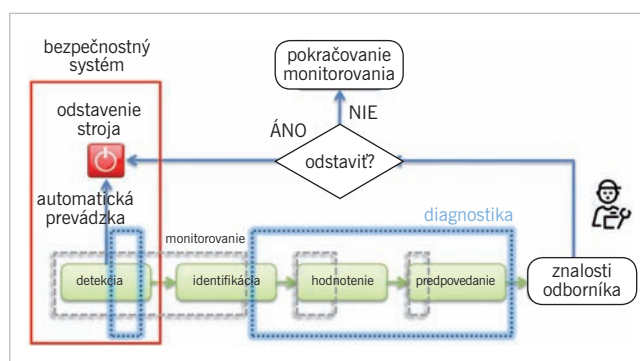 bezpečnostný
systém
odstavenie
stroja
automatická
prevádzka
pokračovanie
monitorovania
ÁNO
NIE
odstaviť?
diagnostika
monitorovanie
detekcia
identifikácia
hodnotenie
predpovedanie
znalosti
odborníka